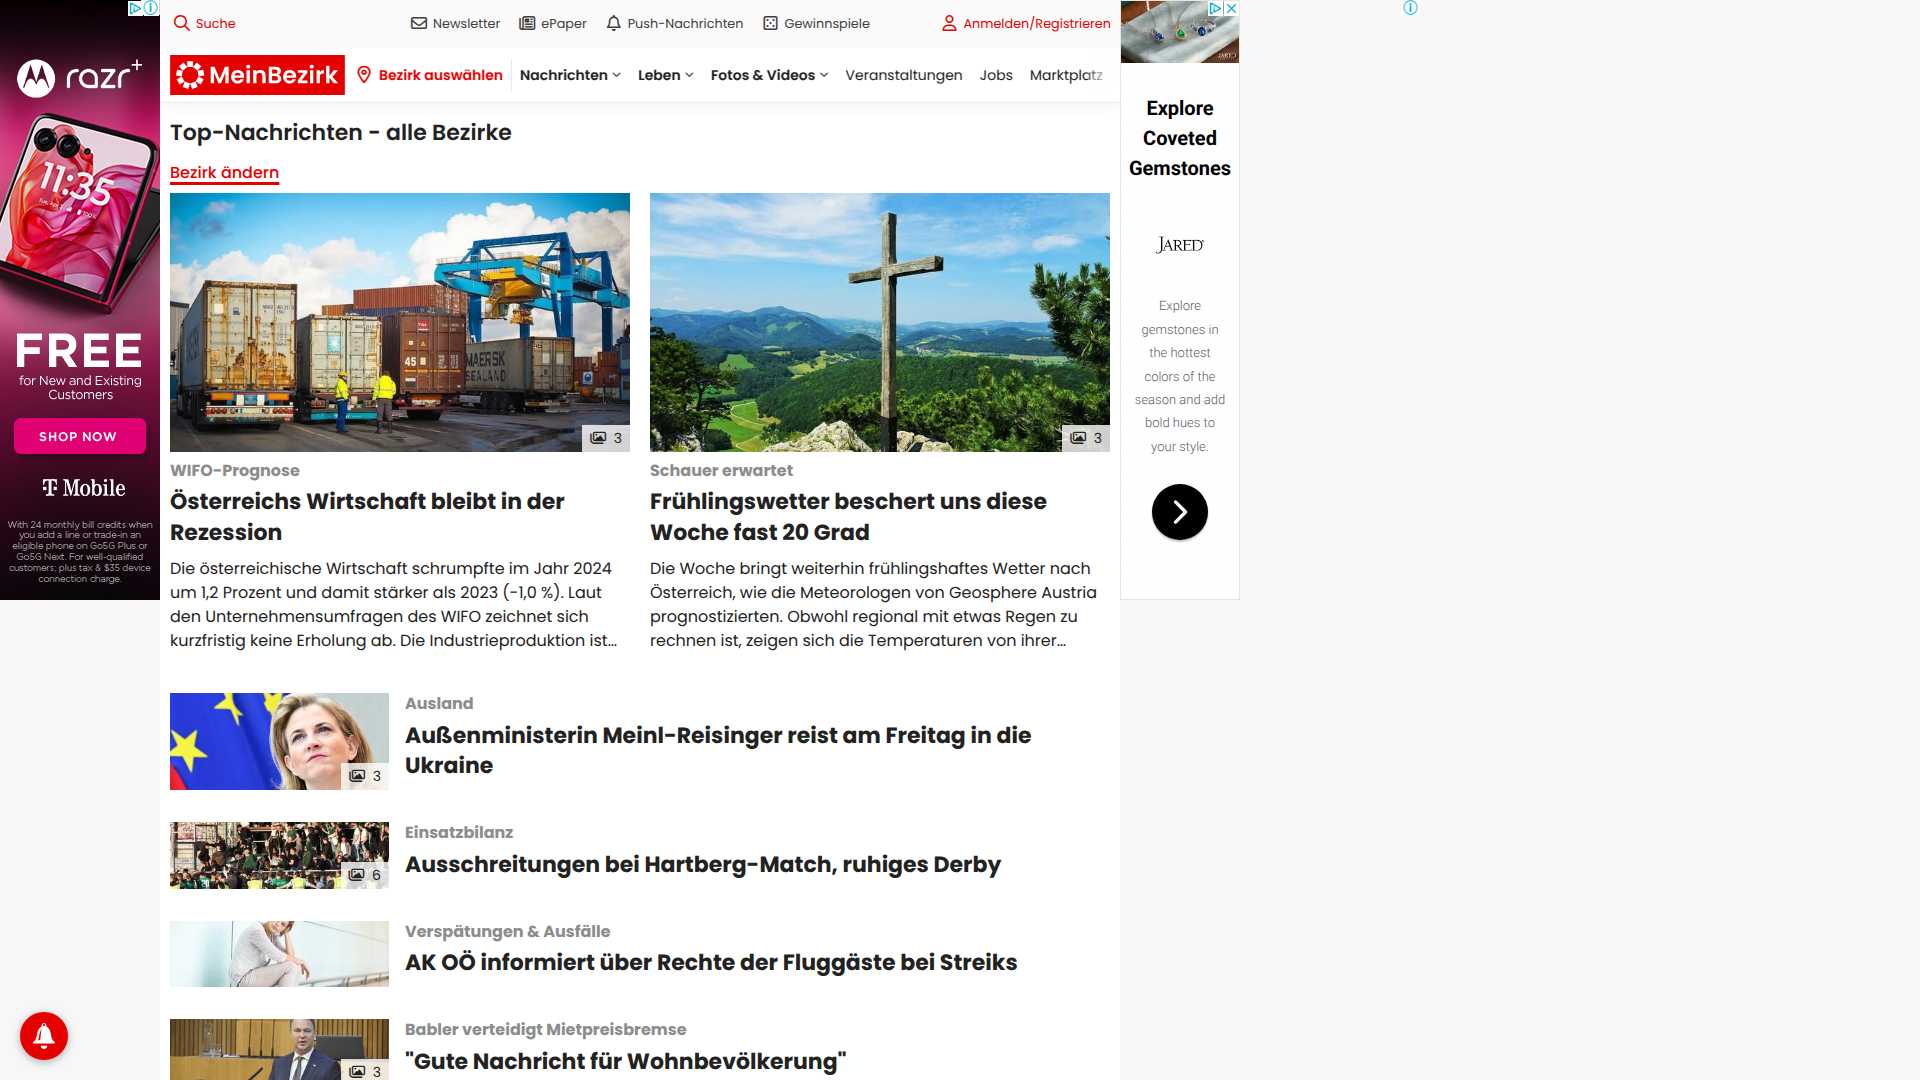 Suche
Newsletter
ePaper
Push-Nachrichten
Gewinnspiele
Anmelden/Registrieren
MeinBezirk
Bezirk auswählen
Nachrichten
Leben
Fotos & Videos
Veranstaltungen
Jobs
Marktplatz
razr+
11:35
FREE
for New and Existing
Customers
SHOP NOW
T Mobile
With 24 monthly bill credits when
you add a line or trade-in an
eligible phone on Go5G Plus or
Go5G Next. For well-qualified
customers; plus tax & $35 device
connection charge.
Top-Nachrichten - alle Bezirke
Bezirk ändern
MAERSK
SEALAND
45
3
WIFO-Prognose
Österreichs Wirtschaft bleibt in der
Rezession
Die österreichische Wirtschaft schrumpfte im Jahr 2024
um 1,2 Prozent und damit stärker als 2023 (-1,0 %). Laut
den Unternehmensumfragen des WIFO zeichnet sich
kurzfristig keine Erholung ab. Die Industrieproduktion ist...
3
Schauer erwartet
Frühlingswetter beschert uns diese
Woche fast 20 Grad
Die Woche bringt weiterhin frühlingshaftes Wetter nach
Österreich, wie die Meteorologen von Geosphere Austria
prognostizierten. Obwohl regional mit etwas Regen zu
rechnen ist, zeigen sich die Temperaturen von ihrer...
3
Ausland
Außenministerin Meinl-Reisinger reist am Freitag in die
Ukraine
6
Einsatzbilanz
Ausschreitungen bei Hartberg-Match, ruhiges Derby
Verspätungen & Ausfälle
AK OÖ informiert über Rechte der Fluggäste bei Streiks
3
Babler verteidigt Mietpreisbremse
"Gute Nachricht für Wohnbevölkerung"
JARED
Explore
Coveted
Gemstones
JARED
Explore
gemstones in
the hottest
colors of the
season and add
bold hues to
your style.